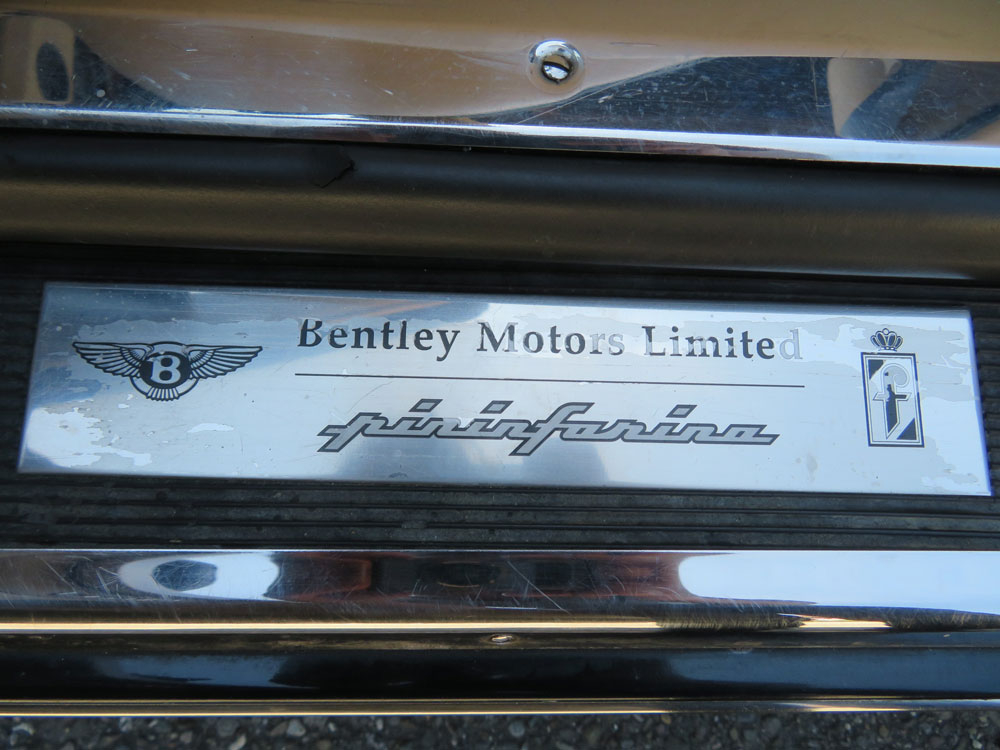 B
Bentley Motors Limited
pininfarina
f